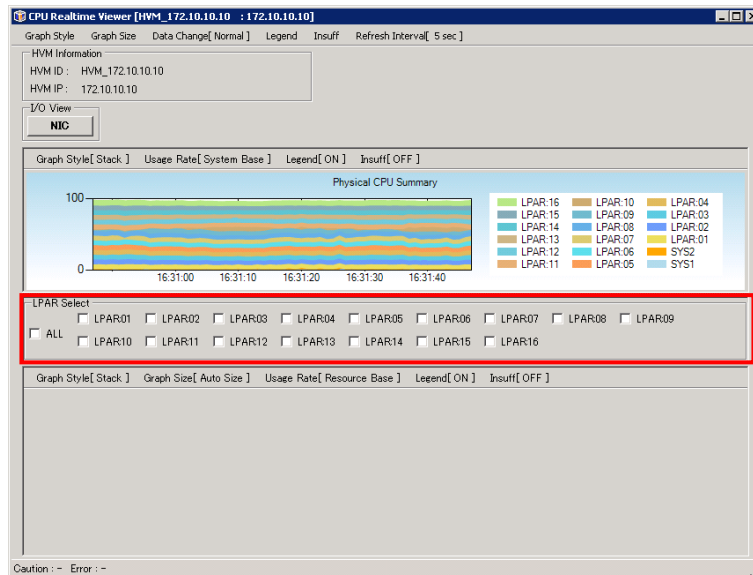 CPU Realtime Viewer [HVM_172.10.10.10 : 172.10.10.10]
Graph Style Graph Size Data Change[ Normal ] Legend Insuff Refresh Interval[ 5 sec ]
HVM Information
HVM ID : HVM_172.10.10.10
HVM IP : 172.10.10.10
I/O View
NIC
Graph Style[ Stack ] Usage Rate[ System Base ] Legend[ ON ] Insuff[ OFF ]
Physical CPU Summary
100
0
16:31:00 16:31:10 16:31:20 16:31:30 16:31:40
LPAR:16 LPAR:10 LPAR:04
LPAR:15 LPAR:09 LPAR:03
LPAR:14 LPAR:08 LPAR:02
LPAR:13 LPAR:07 LPAR:01
LPAR:12 LPAR:06 SYS2
LPAR:11 LPAR:05 SYS1
LPAR Select
ALL
LPAR01 LPAR02 LPAR03 LPAR04 LPAR05 LPAR06 LPAR07 LPAR08 LPAR09
LPAR10 LPAR11 LPAR12 LPAR13 LPAR14 LPAR15 LPAR16
Graph Style[ Stack ] Graph Size[ Auto Size ] Usage Rate[ Resource Base ] Legend[ ON ] Insuff[ OFF ]
Caution : - Error : -